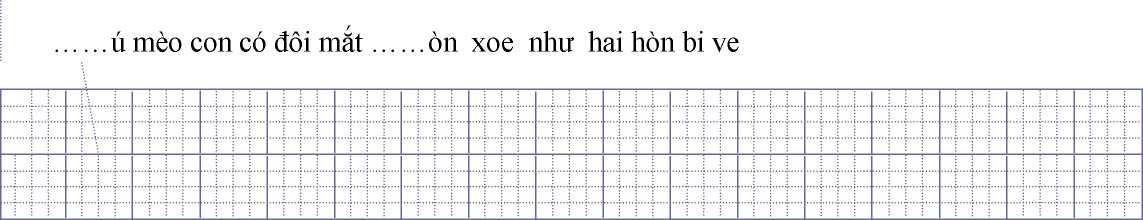 ……ú mèo con có đôi mắt ……òn xoe như hai hòn bi ve